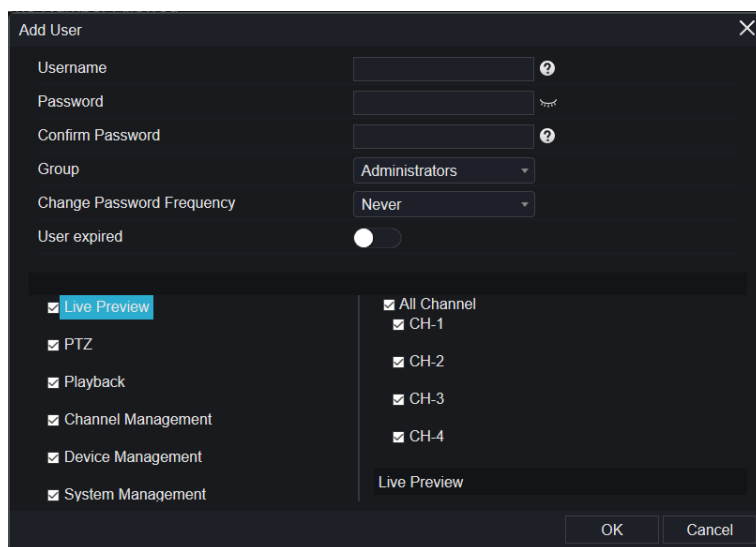 Add User
Username
Password
Confirm Password
Group Administrators
Change Password Frequency Never
User expired
Live Preview
PTZ
Playback
Channel Management
Device Management
System Management
All Channel
CH-1
CH-2
CH-3
CH-4
Live Preview
OK Cancel